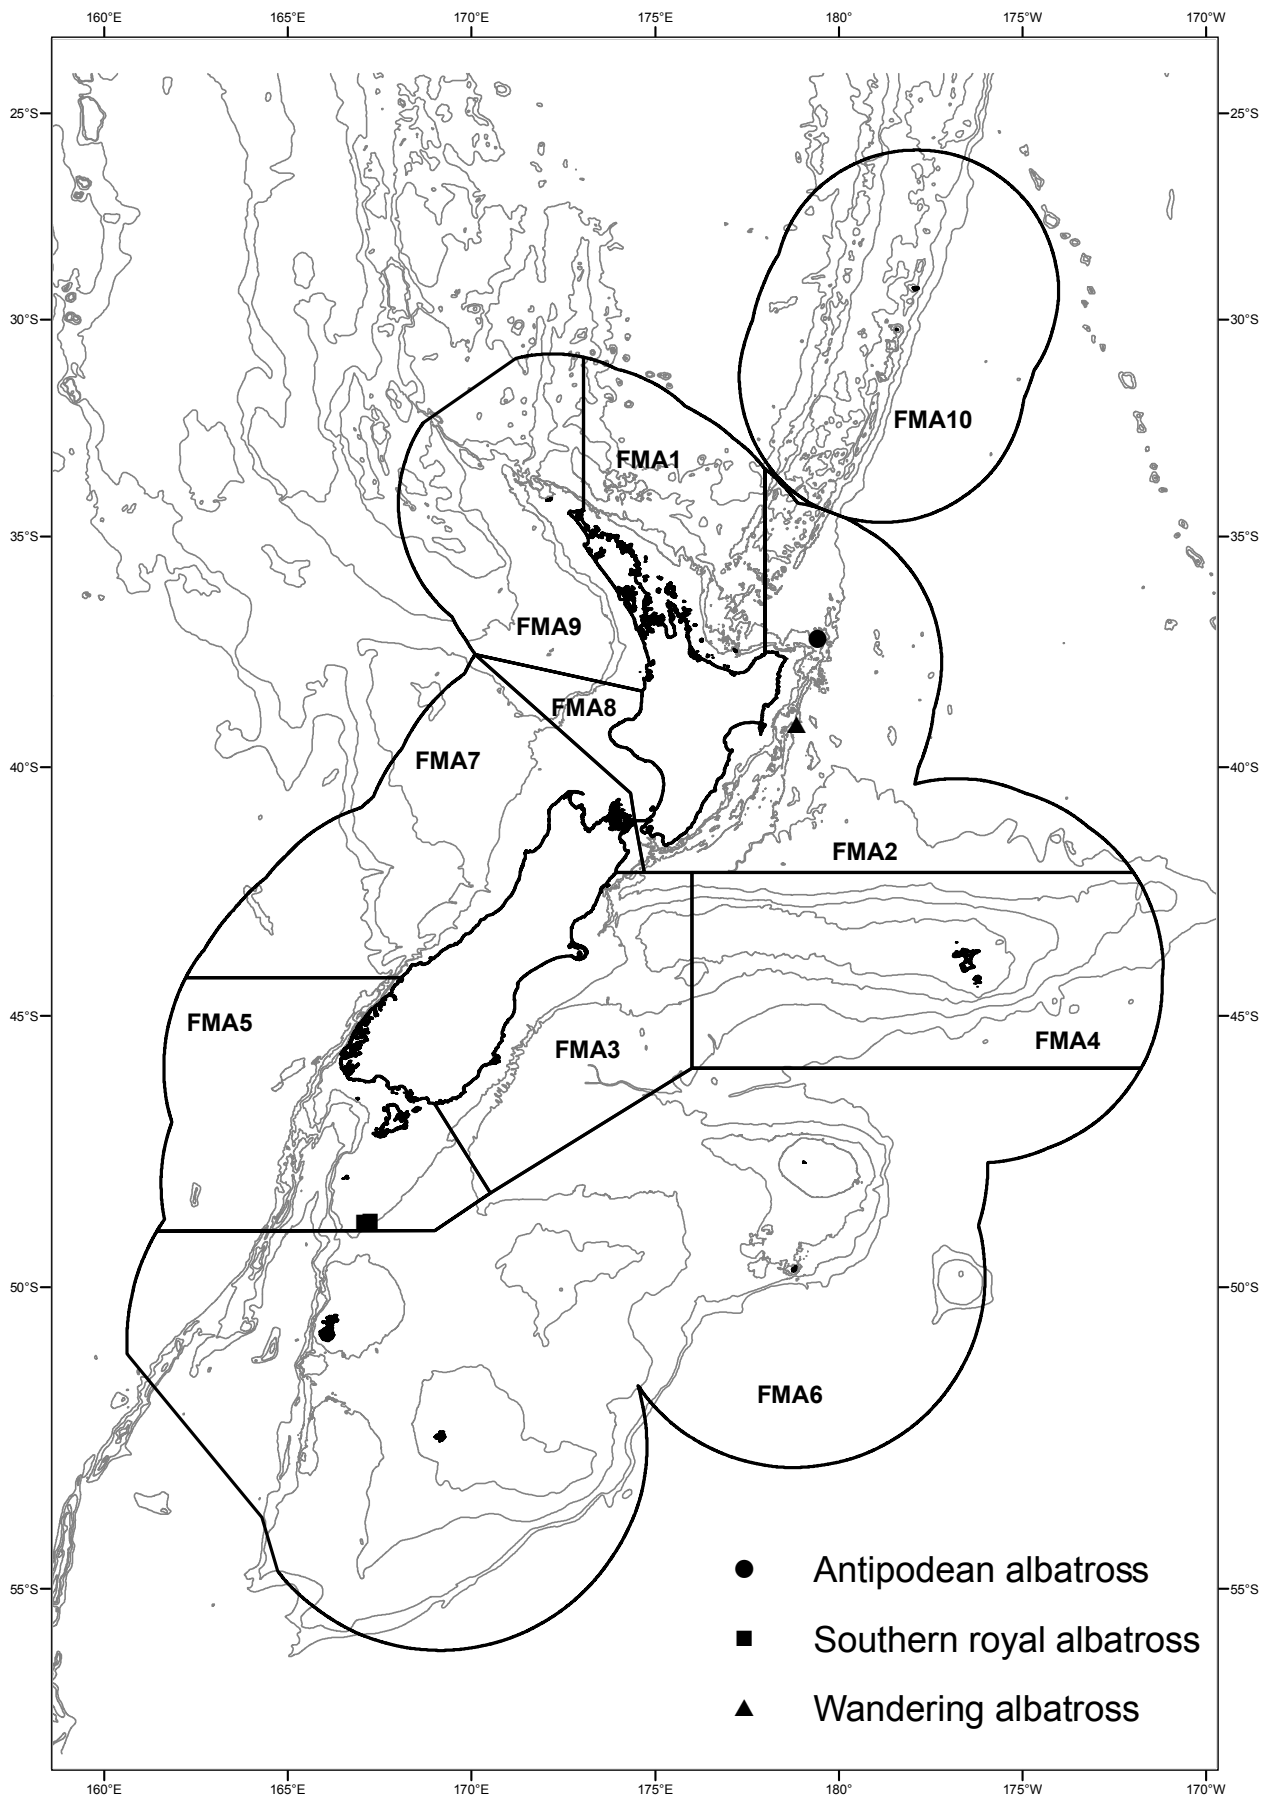 160°E 165°E 170°E 175°E 180° 175°W 170°W
25°S 25°S
30°S 30°S
FMA10
FMA1
35°S 35°S
FMA9
FMA8
FMA7
40°S 40°S
FMA2
45°S 45°S
FMA5
FMA4
FMA3
50°S 50°S
FMA6
Antipodean albatross
55°S 55°S
Southern royal albatross
Wandering albatross
160°E 165°E 170°E 175°E 180° 175°W 170°W